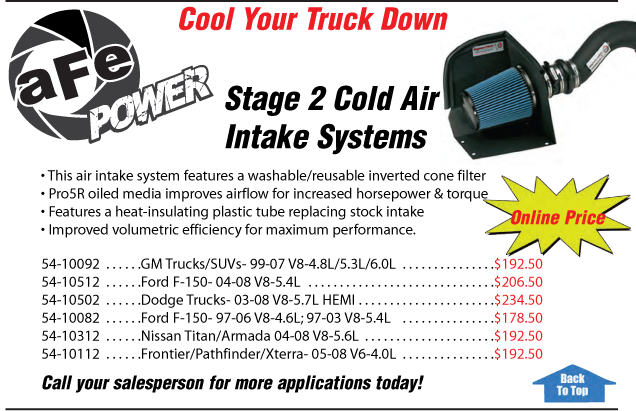 Cool Your Truck Down
aFe
POWER
Stage 2 Cold Air
Intake Systems
• This air intake system features a washable/reusable inverted cone filter
• Pro5R oiled media improves airflow for increased horsepower & torque
• Features a heat-insulating plastic tube replacing stock intake
• Improved volumetric efficiency for maximum performance.
Online Price
54-10092 ......GM Trucks/SUVs- 99-07 V8-4.8L/5.3L/6.0L ...............$192.50
54-10512 ......Ford F-150- 04-08 V8-5.4L ..............................$206.50
54-10502 ......Dodge Trucks- 03-08 V8-5.7L HEMI ......................$234.50
54-10082 ......Ford F-150- 97-06 V8-4.6L; 97-03 V8-5.4L ...............$178.50
54-10312 ......Nissan Titan/Armada 04-08 V8-5.6L .....................$192.50
54-10112 ......Frontier/Pathfinder/Xterra- 05-08 V6-4.0L ...............$192.50
Call your salesperson for more applications today!
Back
To Top